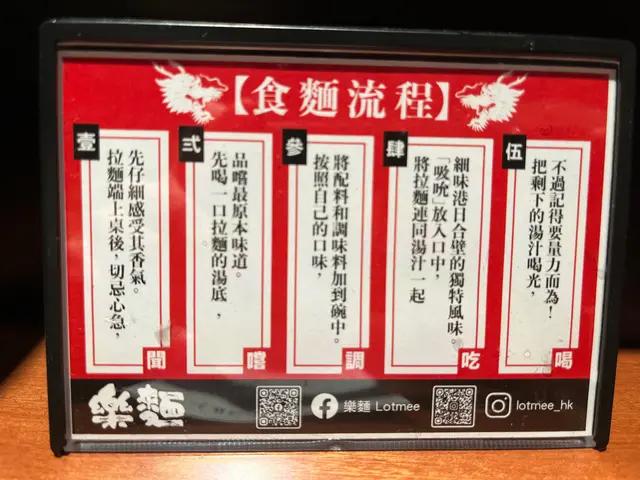 【食麵流程】
壹
拉麵端上桌後，切忌心急，
先仔細感受其香氣。
聞
弍
先喝一口拉麵的湯底，
品嚐最原本味道。
嚐
參
按照自己的口味，
將配料和調味料加到碗中。
調
肆
將拉麵連同湯汁一起
「吸吮」放入口中，
細味港日合壁的獨特風味。
吃
伍
把剩下的湯汁喝光，
不過記得要量力而為！
喝
樂麵
樂麵 Lotmee
lotmee_hk